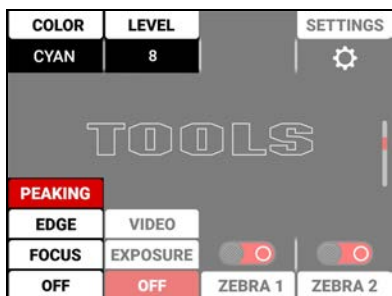 COLOR LEVEL SETTINGS
CYAN 8
TOOLS
PEAKING
EDGE VIDEO
FOCUS EXPOSURE
OFF OFF ZEBRA 1 ZEBRA 2